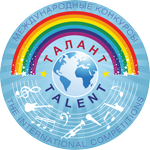 МЕЖДУНАРОДНЫЕ КОНКУРСЫ
ТАЛАНТ
TALENT
THE INTERNATIONAL COMPETITIONS